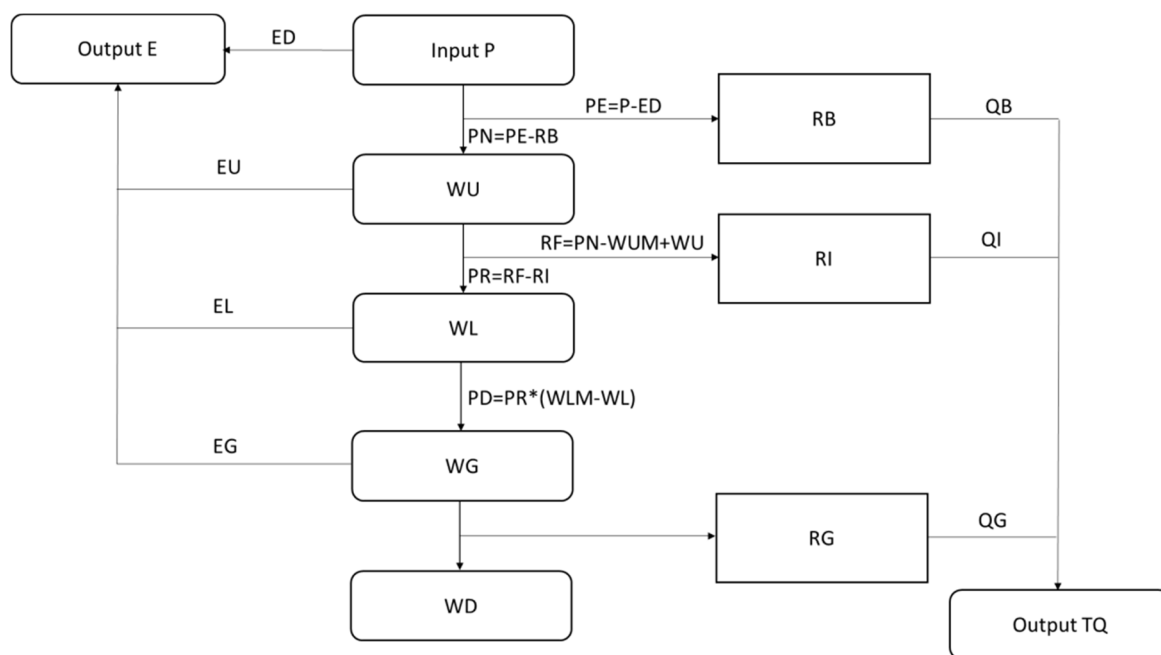 Output E
ED
Input P
PE=P-ED
RB
QB
PN=PE-RB
EU
WU
RF=PN-WUM+WU
RI
QI
PR=RF-RI
EL
WL
PD=PR*(WLM-WL)
EG
WG
RG
QG
WD
Output TQ